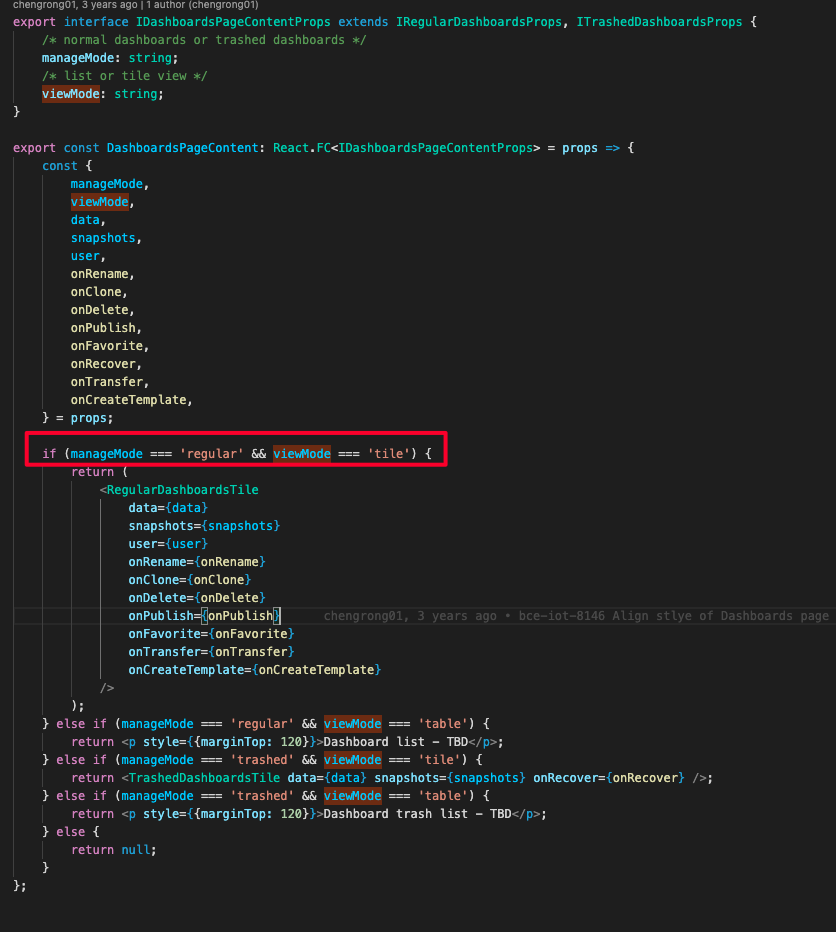 chengrong01, 3 years ago | 1 author (chengrong01)
export interface IDashboardsPageContentProps extends IRegularDashboardsProps, ITrashedDashboardsProps {
    /* normal dashboards or trashed dashboards */
    manageMode: string;
    /* list or tile view */
    viewMode: string;
}

export const DashboardsPageContent: React.FC<IDashboardsPageContentProps> = props => {
    const {
        manageMode,
        viewMode,
        data,
        snapshots,
        user,
        onRename,
        onClone,
        onDelete,
        onPublish,
        onFavorite,
        onRecover,
        onTransfer,
        onCreateTemplate,
    } = props;

    if (manageMode === 'regular' && viewMode === 'tile') {
        return (
            <RegularDashboardsTile
                data={data}
                snapshots={snapshots}
                user={user}
                onRename={onRename}
                onClone={onClone}
                onDelete={onDelete}
                onPublish={onPublish} chengrong01, 3 years ago • bce-iot-8146 Align stlye of Dashboards page
                onFavorite={onFavorite}
                onTransfer={onTransfer}
                onCreateTemplate={onCreateTemplate}
            />
        );
    } else if (manageMode === 'regular' && viewMode === 'table') {
        return <p style={{marginTop: 120}}>Dashboard list - TBD</p>;
    } else if (manageMode === 'trashed' && viewMode === 'tile') {
        return <TrashedDashboardsTile data={data} snapshots={snapshots} onRecover={onRecover} />;
    } else if (manageMode === 'trashed' && viewMode === 'table') {
        return <p style={{marginTop: 120}}>Dashboard trash list - TBD</p>;
    } else {
        return null;
    }
};